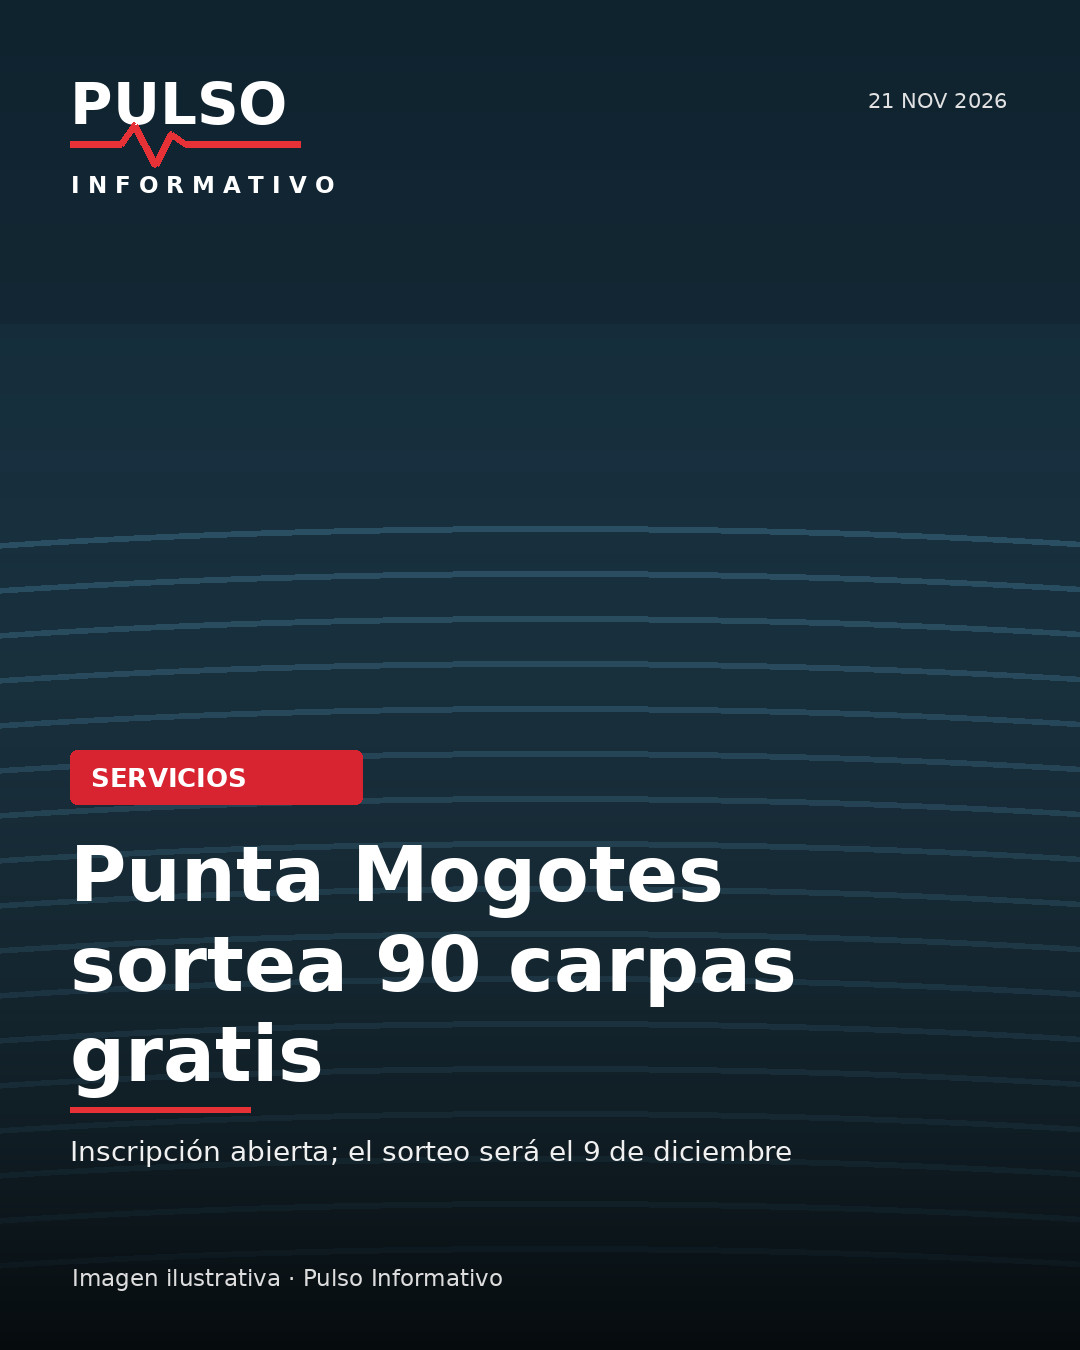 PULSO
INFORMATIVO
21 NOV 2026
SERVICIOS
Punta Mogotes
sortea 90 carpas
gratis
Inscripción abierta; el sorteo será el 9 de diciembre
Imagen ilustrativa · Pulso Informativo